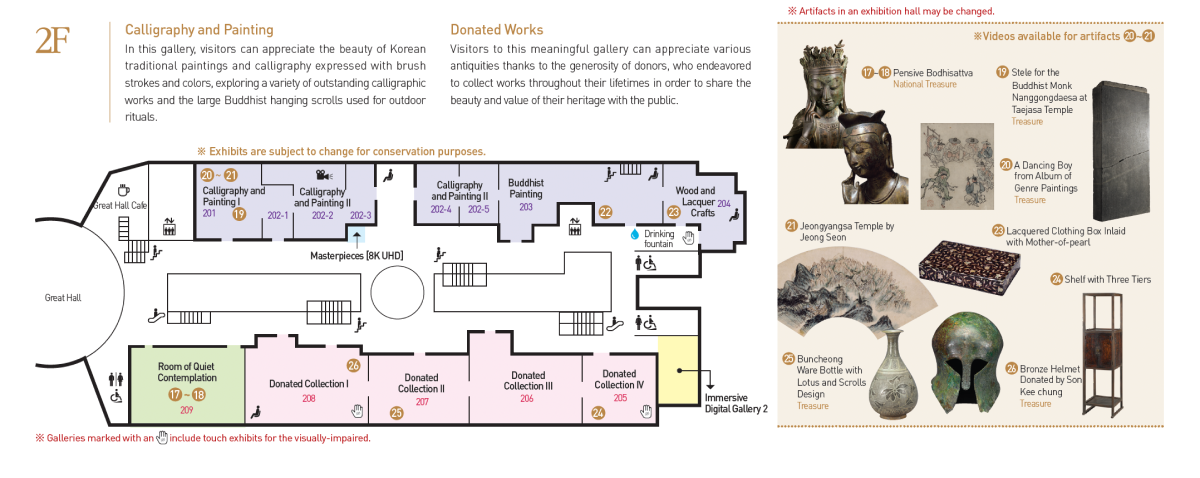 ※ Artifacts in an exhibition hall may be changed.
2F
Calligraphy and Painting
In this gallery, visitors can appreciate the beauty of Korean
traditional paintings and calligraphy expressed with brush
strokes and colors, exploring a variety of outstanding calligraphic
works and the large Buddhist hanging scrolls used for outdoor
rituals.
Donated Works
Visitors to this meaningful gallery can appreciate various
antiquities thanks to the generosity of donors, who endeavored
to collect works throughout their lifetimes in order to share the
beauty and value of their heritage with the public.
※ Exhibits are subject to change for conservation purposes.
20 ~ 21
Calligraphy and
Painting I
201
19
202-1
Calligraphy
and Painting II
202-2
202-3
Calligraphy
and Painting II
202-4
202-5
Buddhist
Painting
203
22
Wood and
Lacquer
Crafts
204
23
Great Hall Cafe
Masterpieces [8K UHD]
Drinking
fountain
Great Hall
Room of Quiet
Contemplation
17 ~ 18
209
Donated Collection I
208
26
Donated
Collection II
207
25
Donated
Collection III
206
Donated
Collection IV
205
24
Immersive
Digital Gallery 2
※ Galleries marked with an include touch exhibits for the visually-impaired.
※Videos available for artifacts 20~21
17~18 Pensive Bodhisattva
National Treasure
19 Stele for the
Buddhist Monk
Nanggongdaesa at
Taejasa Temple
Treasure
20 A Dancing Boy
from Album of
Genre Paintings
Treasure
21 Jeongyangsa Temple by
Jeong Seon
23 Lacquered Clothing Box Inlaid
with Mother-of-pearl
24 Shelf with Three Tiers
25 Buncheong
Ware Bottle with
Lotus and Scrolls
Design
Treasure
26 Bronze Helmet
Donated by Son
Kee chung
Treasure